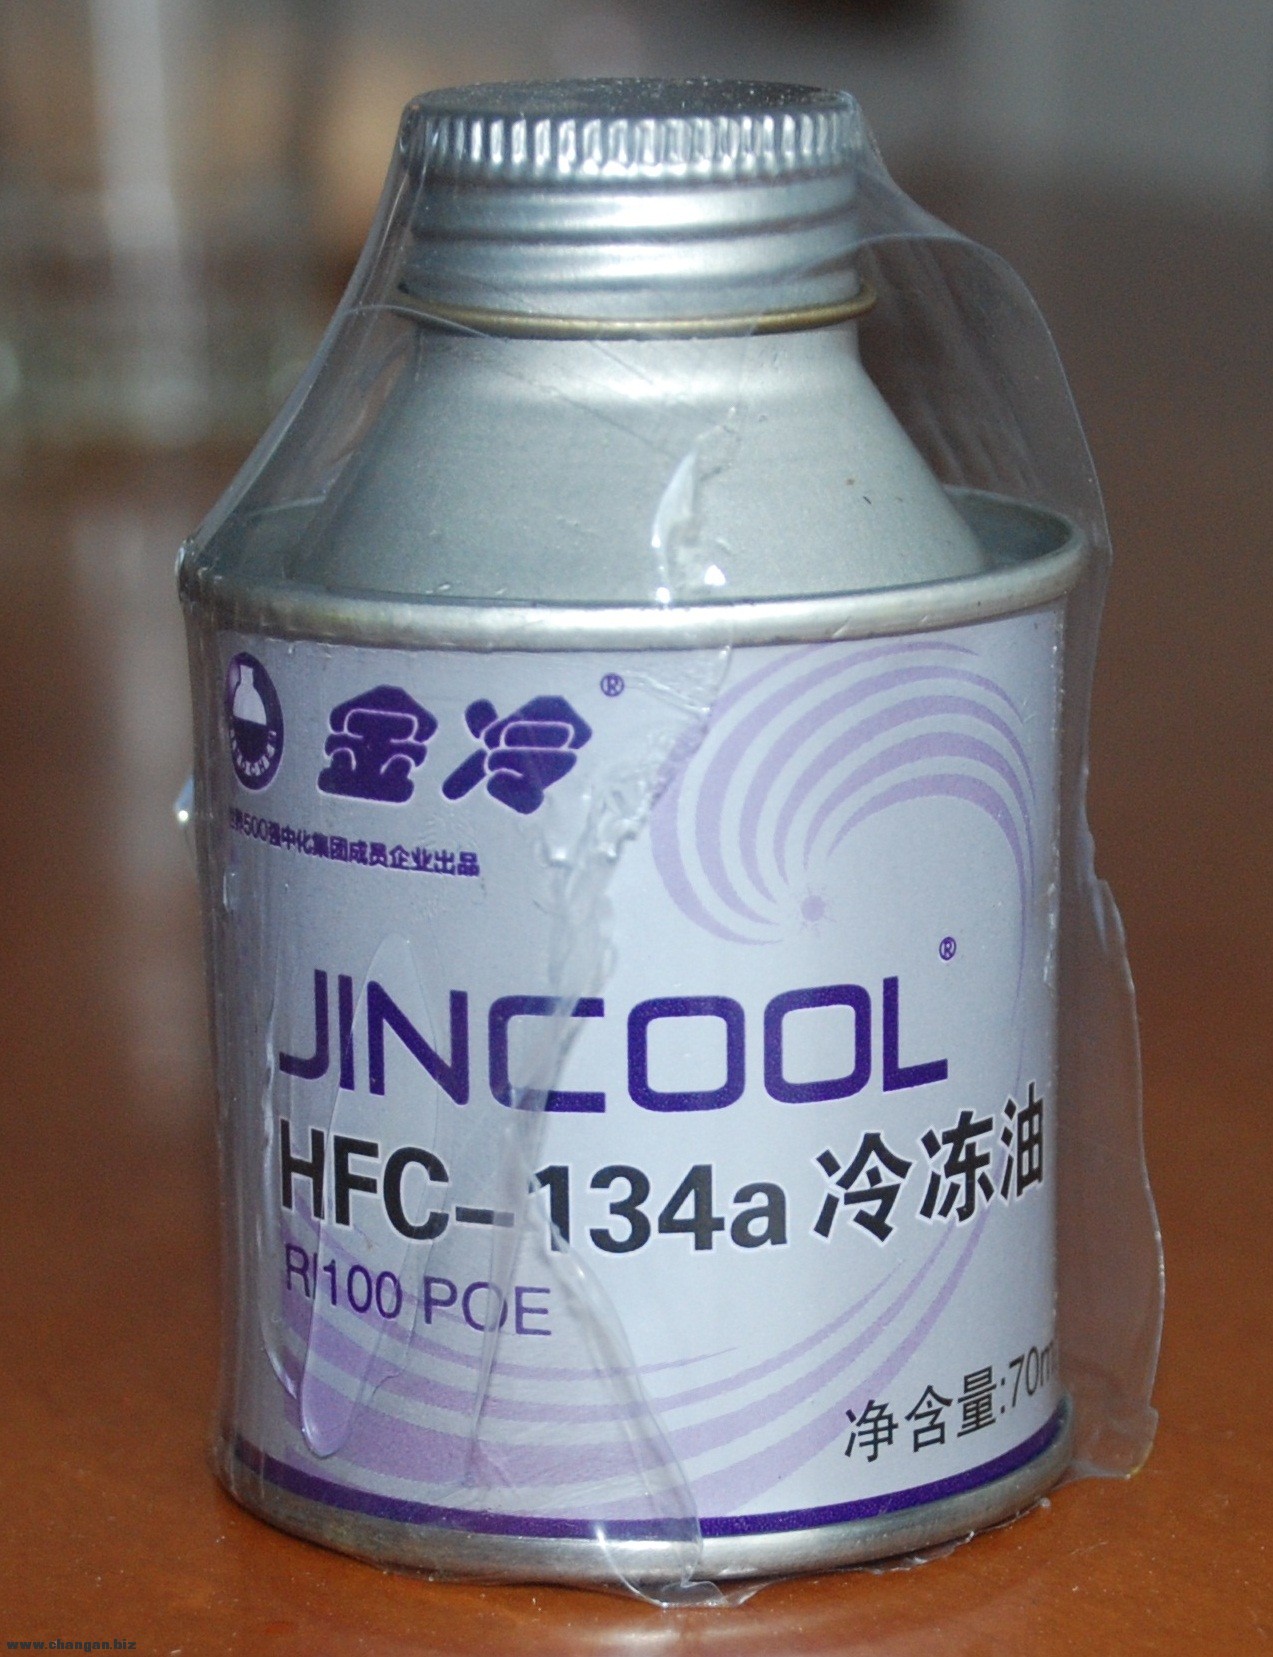 金冷®
世界500强中化集团成员企业出品
JINCOOL®
HFC-134a 冷冻油
RI100 POE
净含量:70m
www.changan.biz